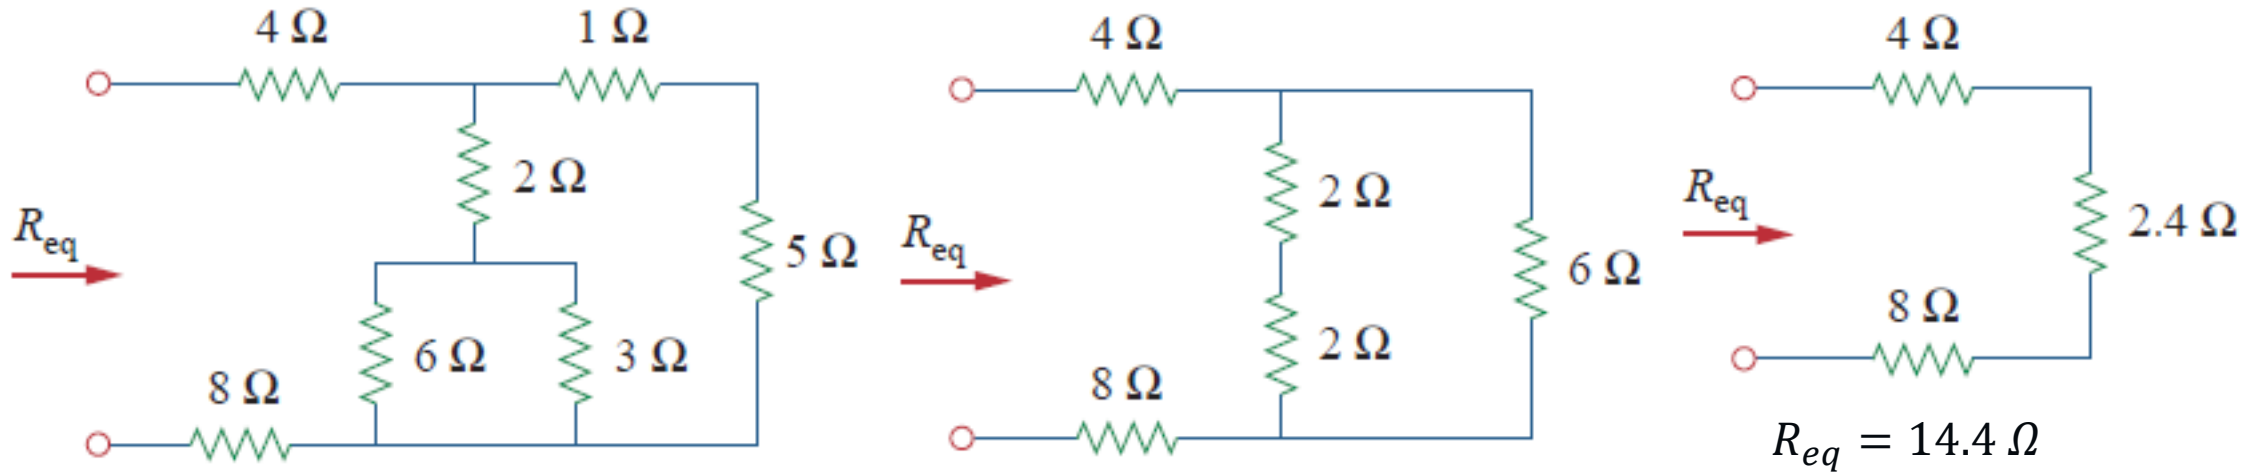 4 Ω
1 Ω
2 Ω
R_eq
5 Ω
6 Ω
3 Ω
8 Ω
4 Ω
2 Ω
R_eq
6 Ω
2 Ω
8 Ω
4 Ω
R_eq
2.4 Ω
8 Ω
R_eq = 14.4 Ω